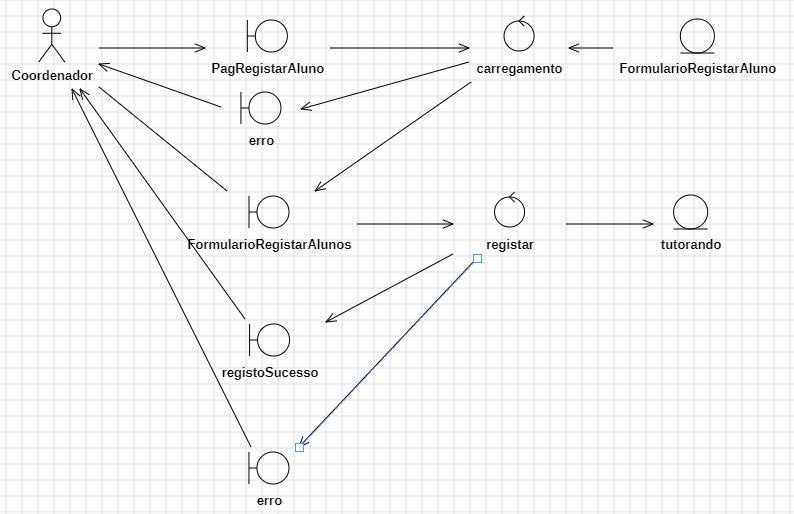 Coordenador
PagRegistarAluno
carregamento
FormularioRegistarAluno
erro
FormularioRegistarAlunos
registar
tutorando
registoSucesso
erro